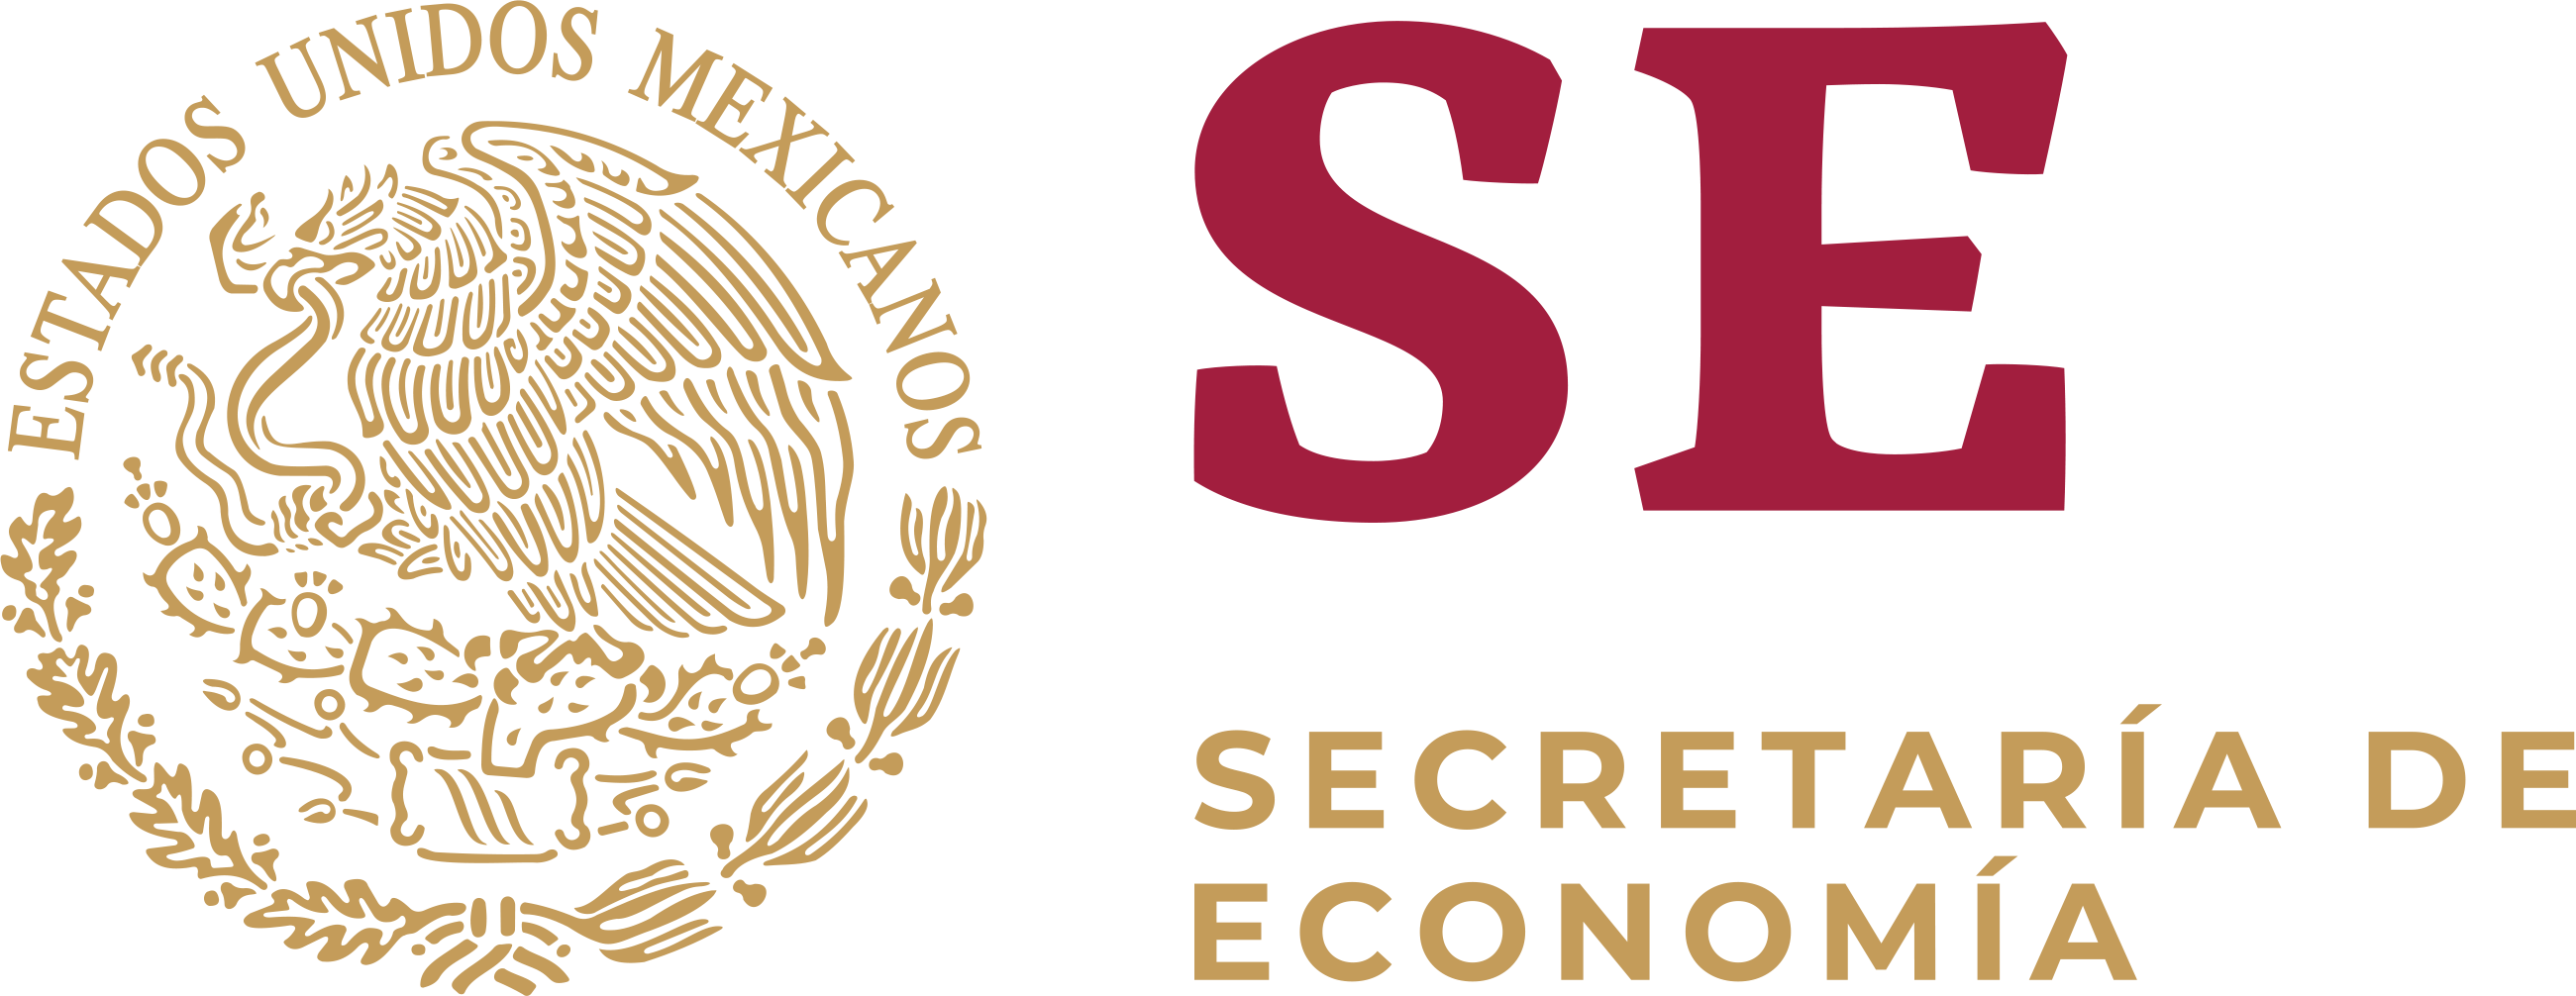 ESTADOS UNIDOS MEXICANOS
SE
SECRETARÍA DE
ECONOMÍA